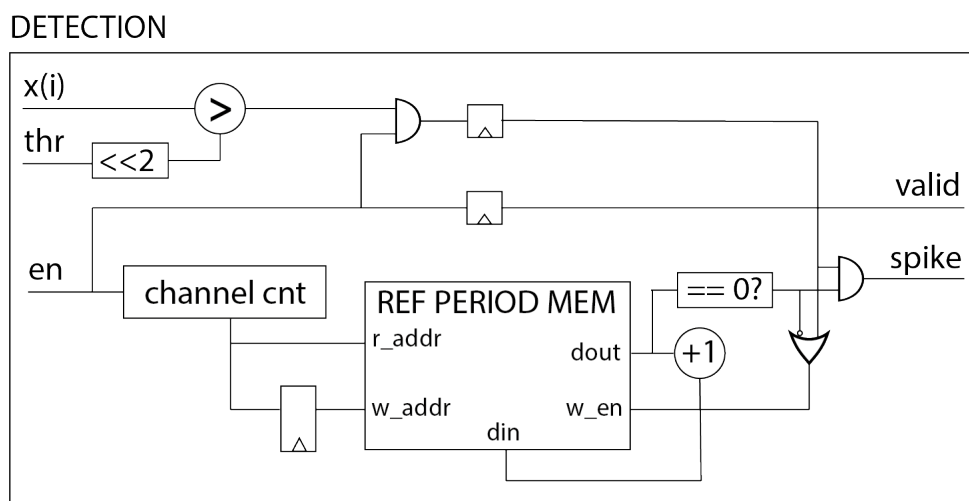 DETECTION
x(i)
>
thr
<<2
valid
en
spike
channel cnt
REF PERIOD MEM
== 0?
r_addr
dout
+1
w_addr
w_en
din